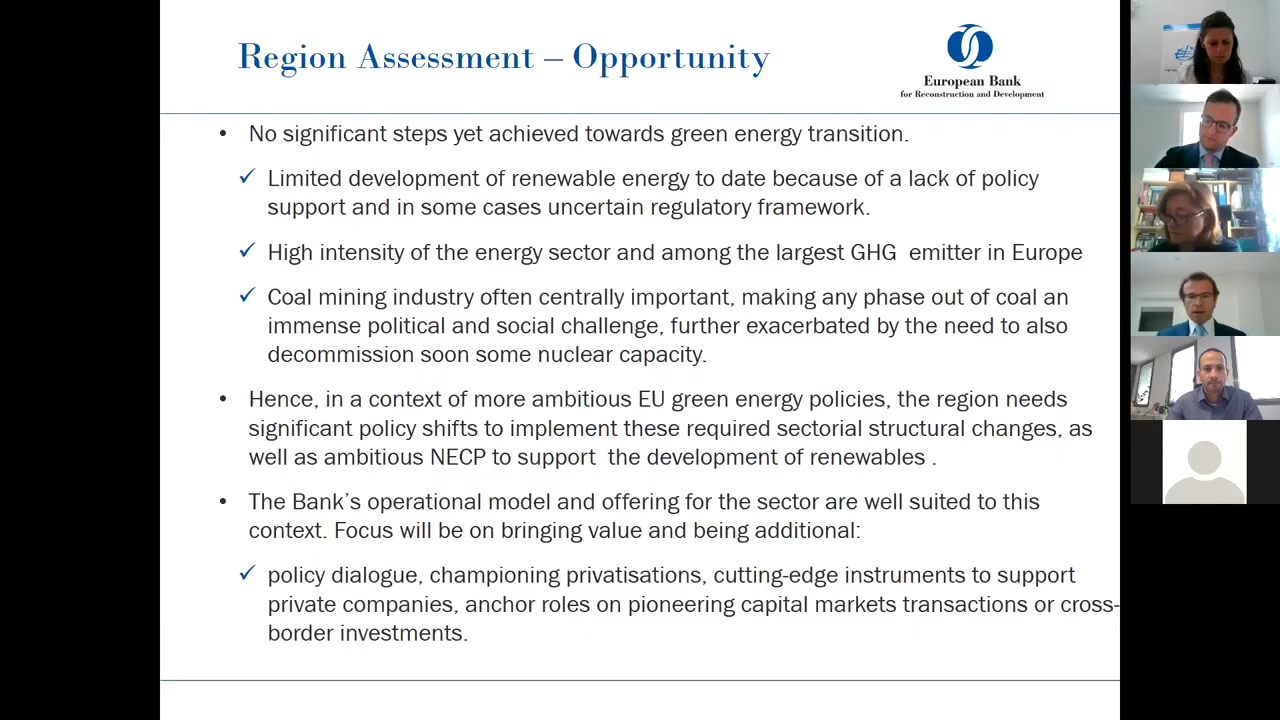 Region Assessment – Opportunity
European Bank
for Reconstruction and Development
• No significant steps yet achieved towards green energy transition.
✓ Limited development of renewable energy to date because of a lack of policy
support and in some cases uncertain regulatory framework.
✓ High intensity of the energy sector and among the largest GHG  emitter in Europe
✓ Coal mining industry often centrally important, making any phase out of coal an
immense political and social challenge, further exacerbated by the need to also
decommission soon some nuclear capacity.
• Hence, in a context of more ambitious EU green energy policies, the region needs
significant policy shifts to implement these required sectorial structural changes, as
well as ambitious NECP to support  the development of renewables .
• The Bank’s operational model and offering for the sector are well suited to this
context. Focus will be on bringing value and being additional:
✓ policy dialogue, championing privatisations, cutting-edge instruments to support
private companies, anchor roles on pioneering capital markets transactions or cross-
border investments.